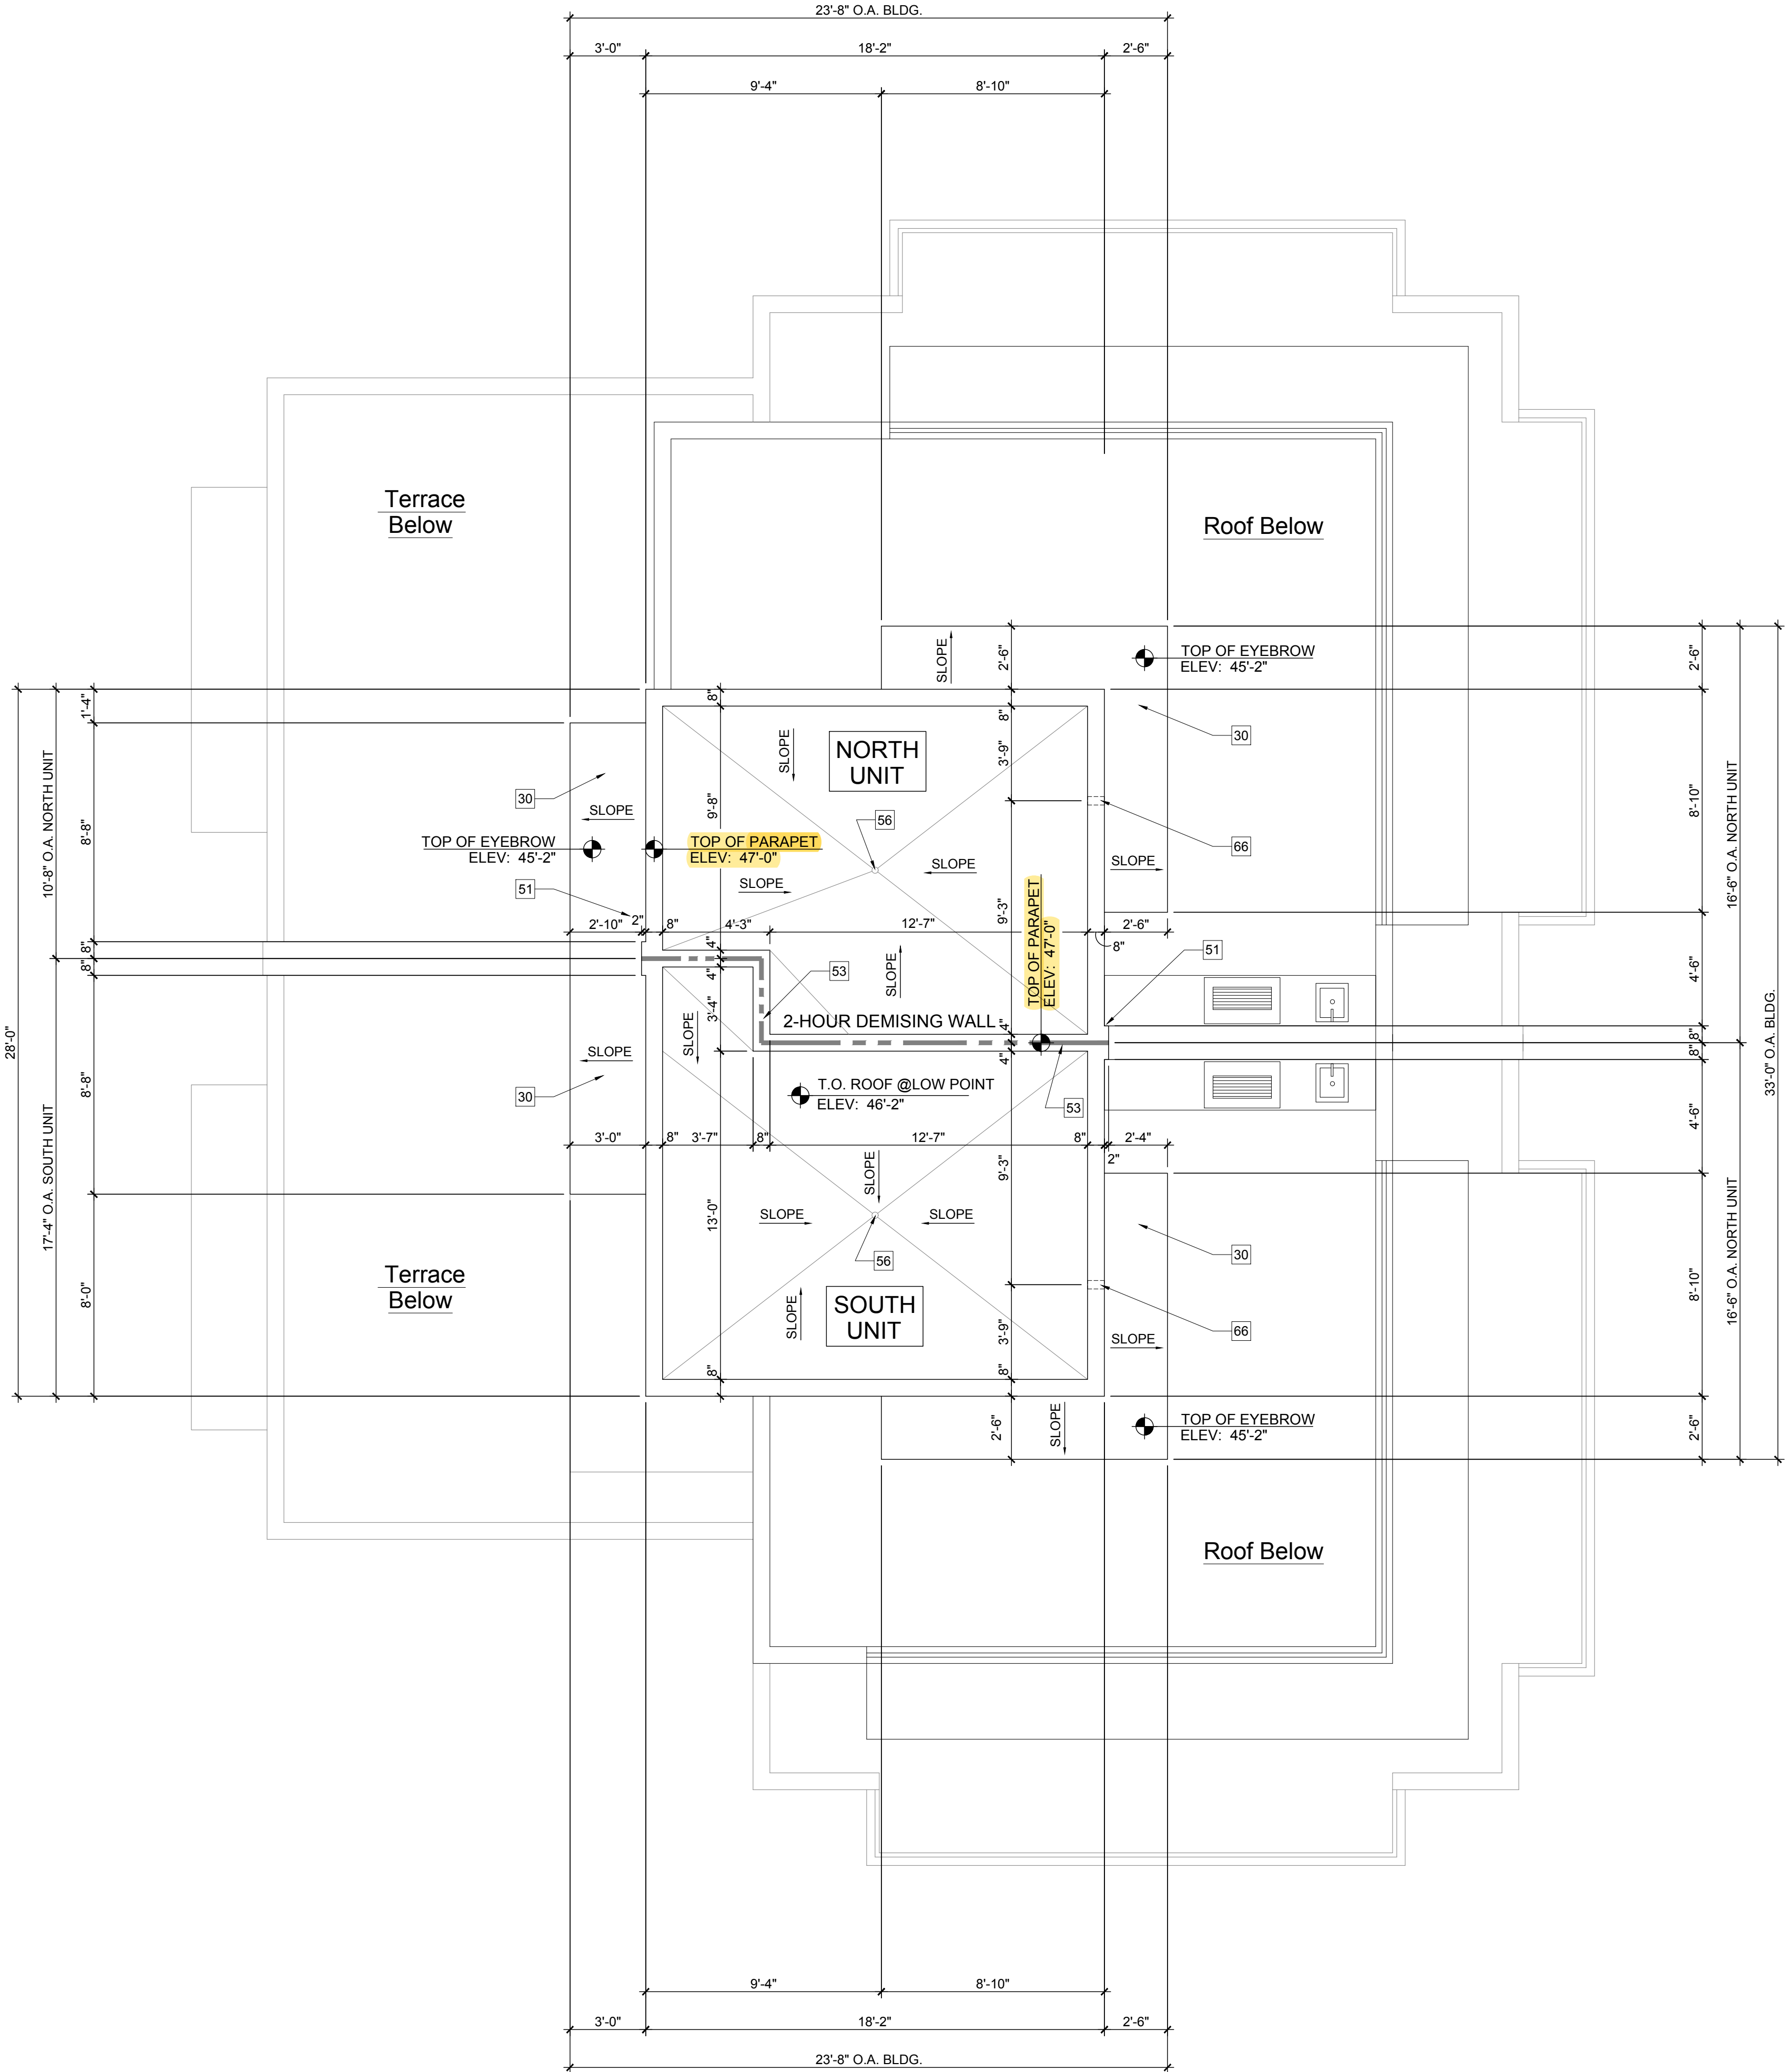 23'-8" O.A. BLDG.
3'-0"
18'-2"
2'-6"
9'-4"
8'-10"
Terrace
Below
Roof Below
SLOPE
2'-6"
TOP OF EYEBROW
ELEV: 45'-2"
2'-6"
1'-4"
8"
8"
3'-9"
30
NORTH
UNIT
SLOPE
10'-8" O.A. NORTH UNIT
8'-8"
30
SLOPE
9'-8"
56
8'-10"
16'-6" O.A. NORTH UNIT
TOP OF EYEBROW
ELEV: 45'-2"
TOP OF PARAPET
ELEV: 47'-0"
66
SLOPE
SLOPE
SLOPE
51
9'-3"
TOP OF PARAPET
ELEV: 47'-0"
2'-10"
2"
8"
4'-3"
12'-7"
2'-6"
8"
51
8"
8"
4"
4"
53
SLOPE
4'-6"
3'-4"
SLOPE
2-HOUR DEMISING WALL
4"
4"
8"
8"
28'-0"
33'-0" O.A. BLDG.
SLOPE
8'-8"
30
T.O. ROOF @LOW POINT
ELEV: 46'-2"
53
4'-6"
3'-0"
8"
3'-7"
8"
12'-7"
8"
2'-4"
2"
17'-4" O.A. SOUTH UNIT
SLOPE
9'-3"
13'-0"
SLOPE
SLOPE
56
30
8'-0"
Terrace
Below
SLOPE
SOUTH
UNIT
3'-9"
66
SLOPE
8'-10"
16'-6" O.A. NORTH UNIT
8"
8"
2'-6"
SLOPE
TOP OF EYEBROW
ELEV: 45'-2"
2'-6"
Roof Below
9'-4"
8'-10"
3'-0"
18'-2"
2'-6"
23'-8" O.A. BLDG.